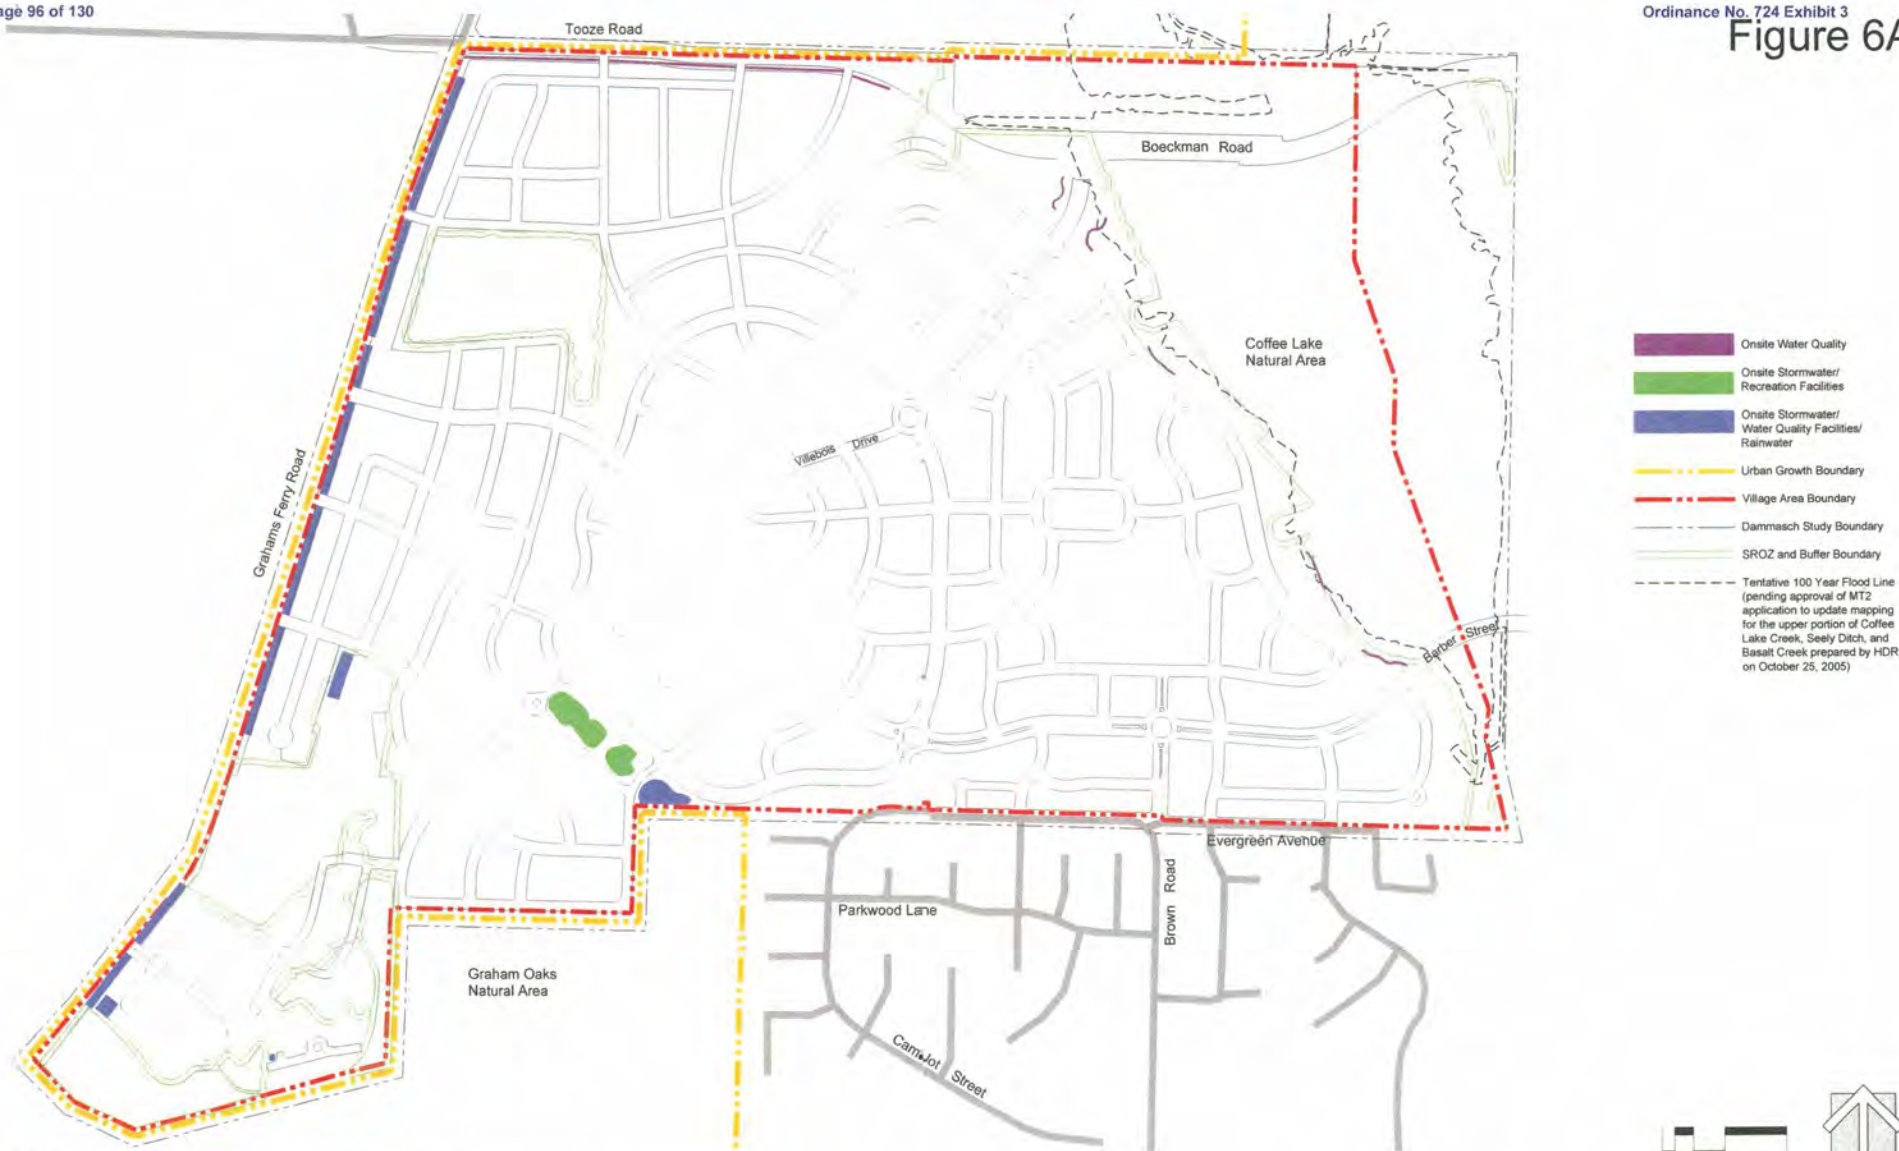 age 96 of 130
Ordinance No. 724 Exhibit 3
Figure 6A
Tooze Road
Boeckman Road
Coffee Lake
Natural Area
Grahams Ferry Road
Villebois Drive
Barber Street
Evergreen Avenue
Parkwood Lane
Brown Road
Graham Oaks
Natural Area
Street
Onsite Water Quality
Onsite Stormwater/
Recreation Facilities
Onsite Stormwater/
Water Quality Facilities/
Rainwater
Urban Growth Boundary
Village Area Boundary
Dammasch Study Boundary
SROZ and Buffer Boundary
Tentative 100 Year Flood Line
(pending approval of MT2
application to update mapping
for the upper portion of Coffee
Lake Creek, Seely Ditch, and
Basalt Creek prepared by HDR
on October 25, 2005)